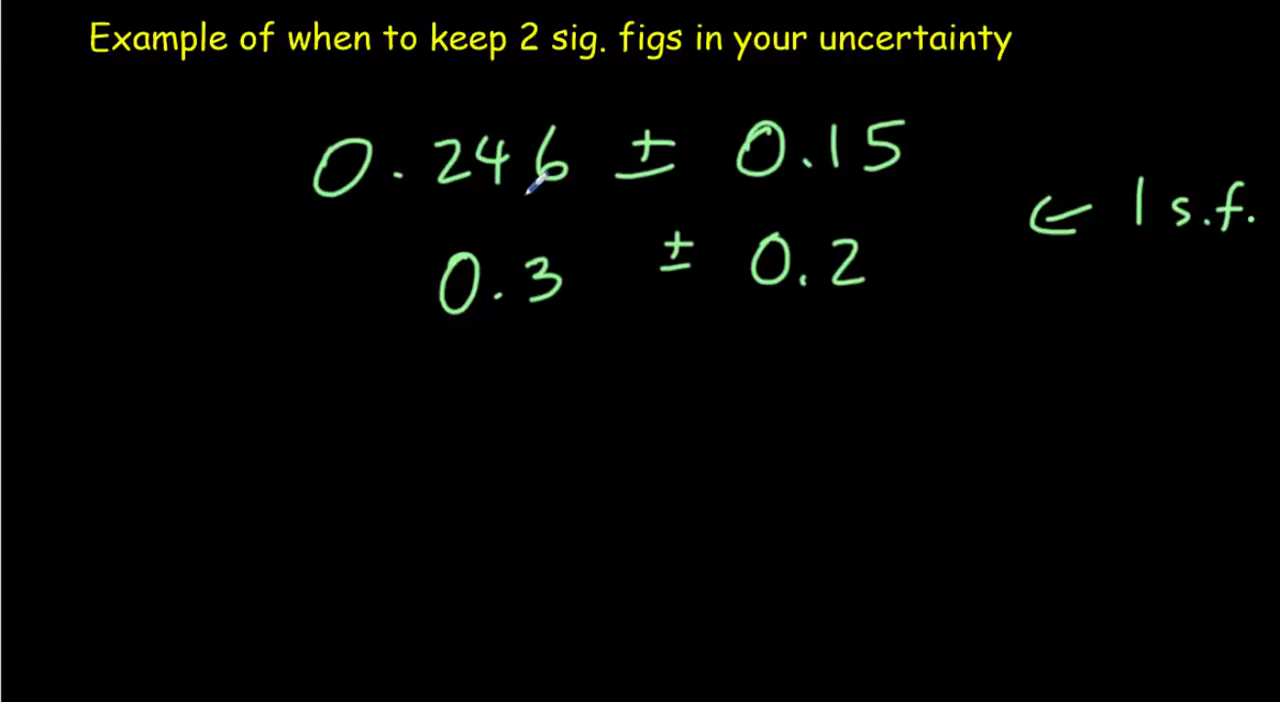 Example of when to keep 2 sig. figs in your uncertainty
0.246 ± 0.15
← 1 s.f.
0.3 ± 0.2